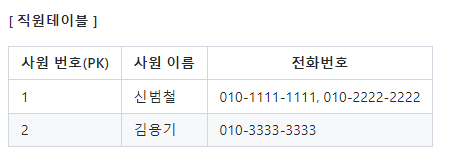 [ 직원테이블 ]
사원 번호(PK) 사원 이름 전화번호
1 신범철 010-1111-1111, 010-2222-2222
2 김용기 010-3333-3333